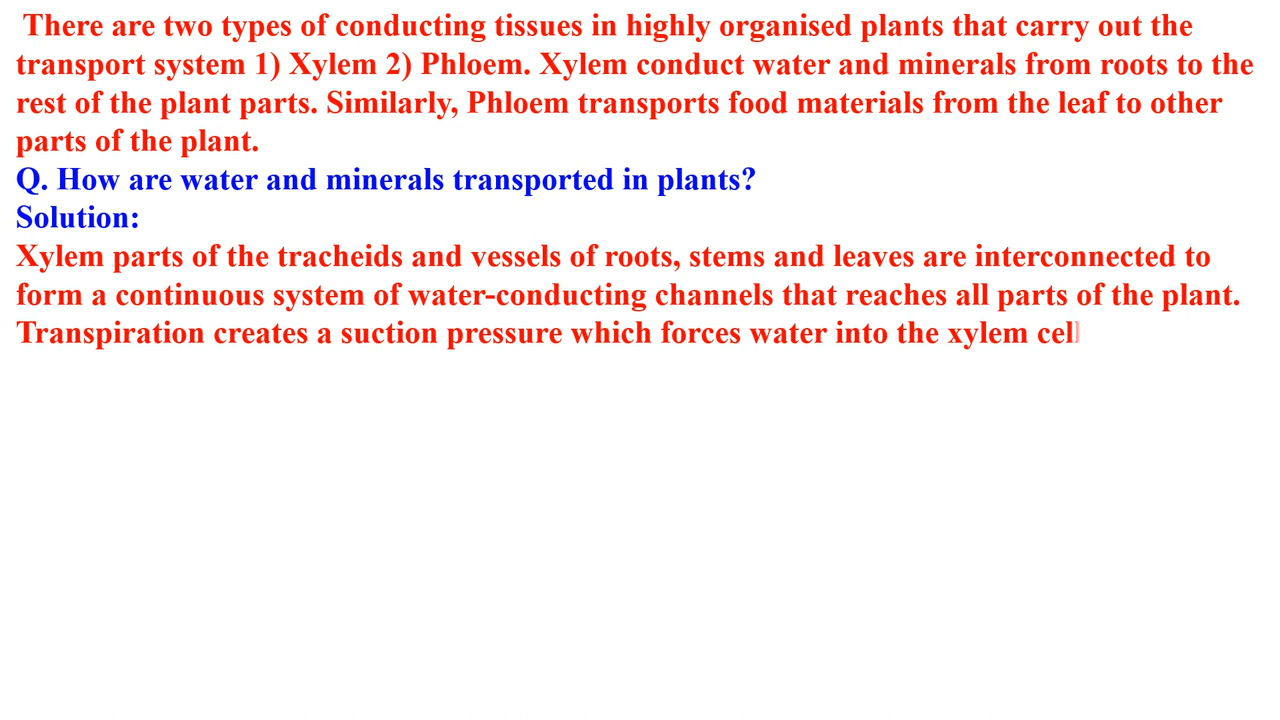 There are two types of conducting tissues in highly organised plants that carry out the
transport system 1) Xylem 2) Phloem. Xylem conduct water and minerals from roots to the
rest of the plant parts. Similarly, Phloem transports food materials from the leaf to other
parts of the plant.
Q. How are water and minerals transported in plants?
Solution:
Xylem parts of the tracheids and vessels of roots, stems and leaves are interconnected to
form a continuous system of water-conducting channels that reaches all parts of the plant.
Transpiration creates a suction pressure which forces water into the xylem cell